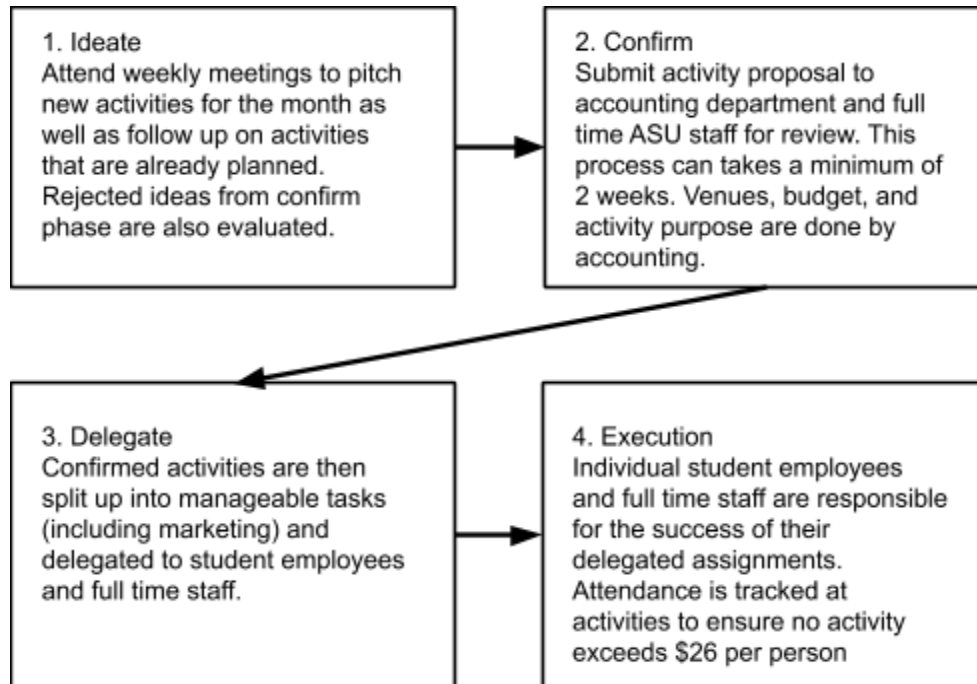 1. Ideate
Attend weekly meetings to pitch
new activities for the month as
well as follow up on activities
that are already planned.
Rejected ideas from confirm
phase are also evaluated.
2. Confirm
Submit activity proposal to
accounting department and full
time ASU staff for review. This
process can takes a minimum of
2 weeks. Venues, budget, and
activity purpose are done by
accounting.
3. Delegate
Confirmed activities are then
split up into manageable tasks
(including marketing) and
delegated to student employees
and full time staff.
4. Execution
Individual student employees
and full time staff are responsible
for the success of their
delegated assignments.
Attendance is tracked at
activities to ensure no activity
exceeds $26 per person